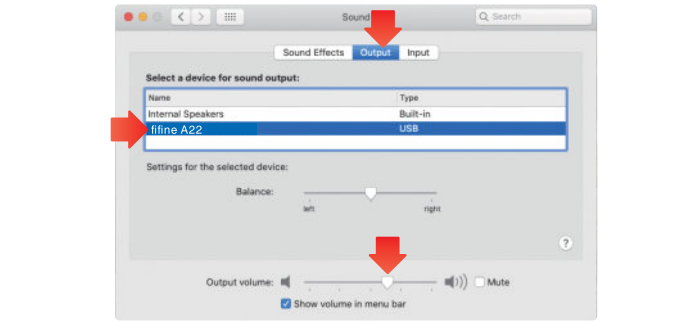 Sound
Search
Sound Effects Output Input
Select a device for sound output:
Name Type
Internal Speakers Built-in
fifine A22 USB
Settings for the selected device:
Balance:
left right
?
Output volume: Mute
Show volume in menu bar